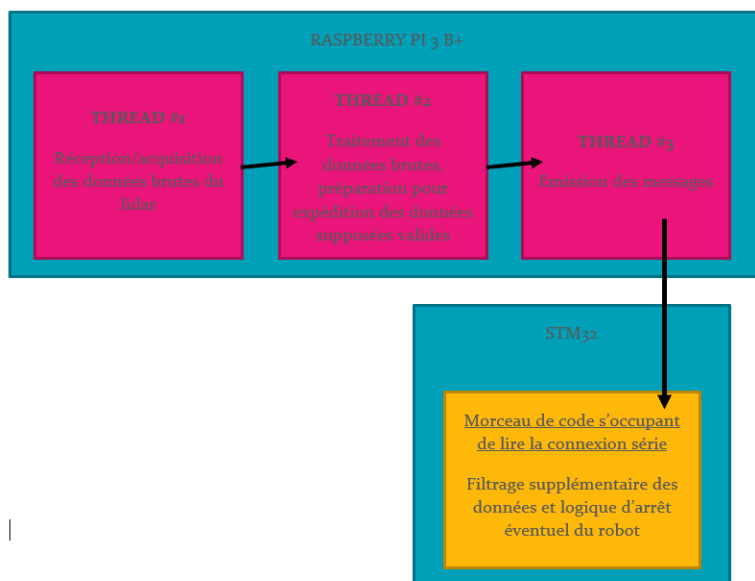 RASPBERRY PI 3 B+
THREAD #1
Réception/acquisition
des données brutes du
lidar
THREAD #2
Traitement des
données brutes,
préparation pour
expédition des données
supposées valides
THREAD #3
Emission des messages
STM32
Morceau de code s’occupant
de lire la connexion série
Filtrage supplémentaire des
données et logique d’arrêt
éventuel du robot